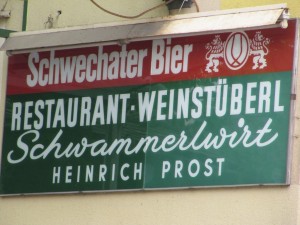 Schwechater Bier
RESTAURANT-WEINSTÜBERL
Schwammerlwirt
HEINRICH PROST